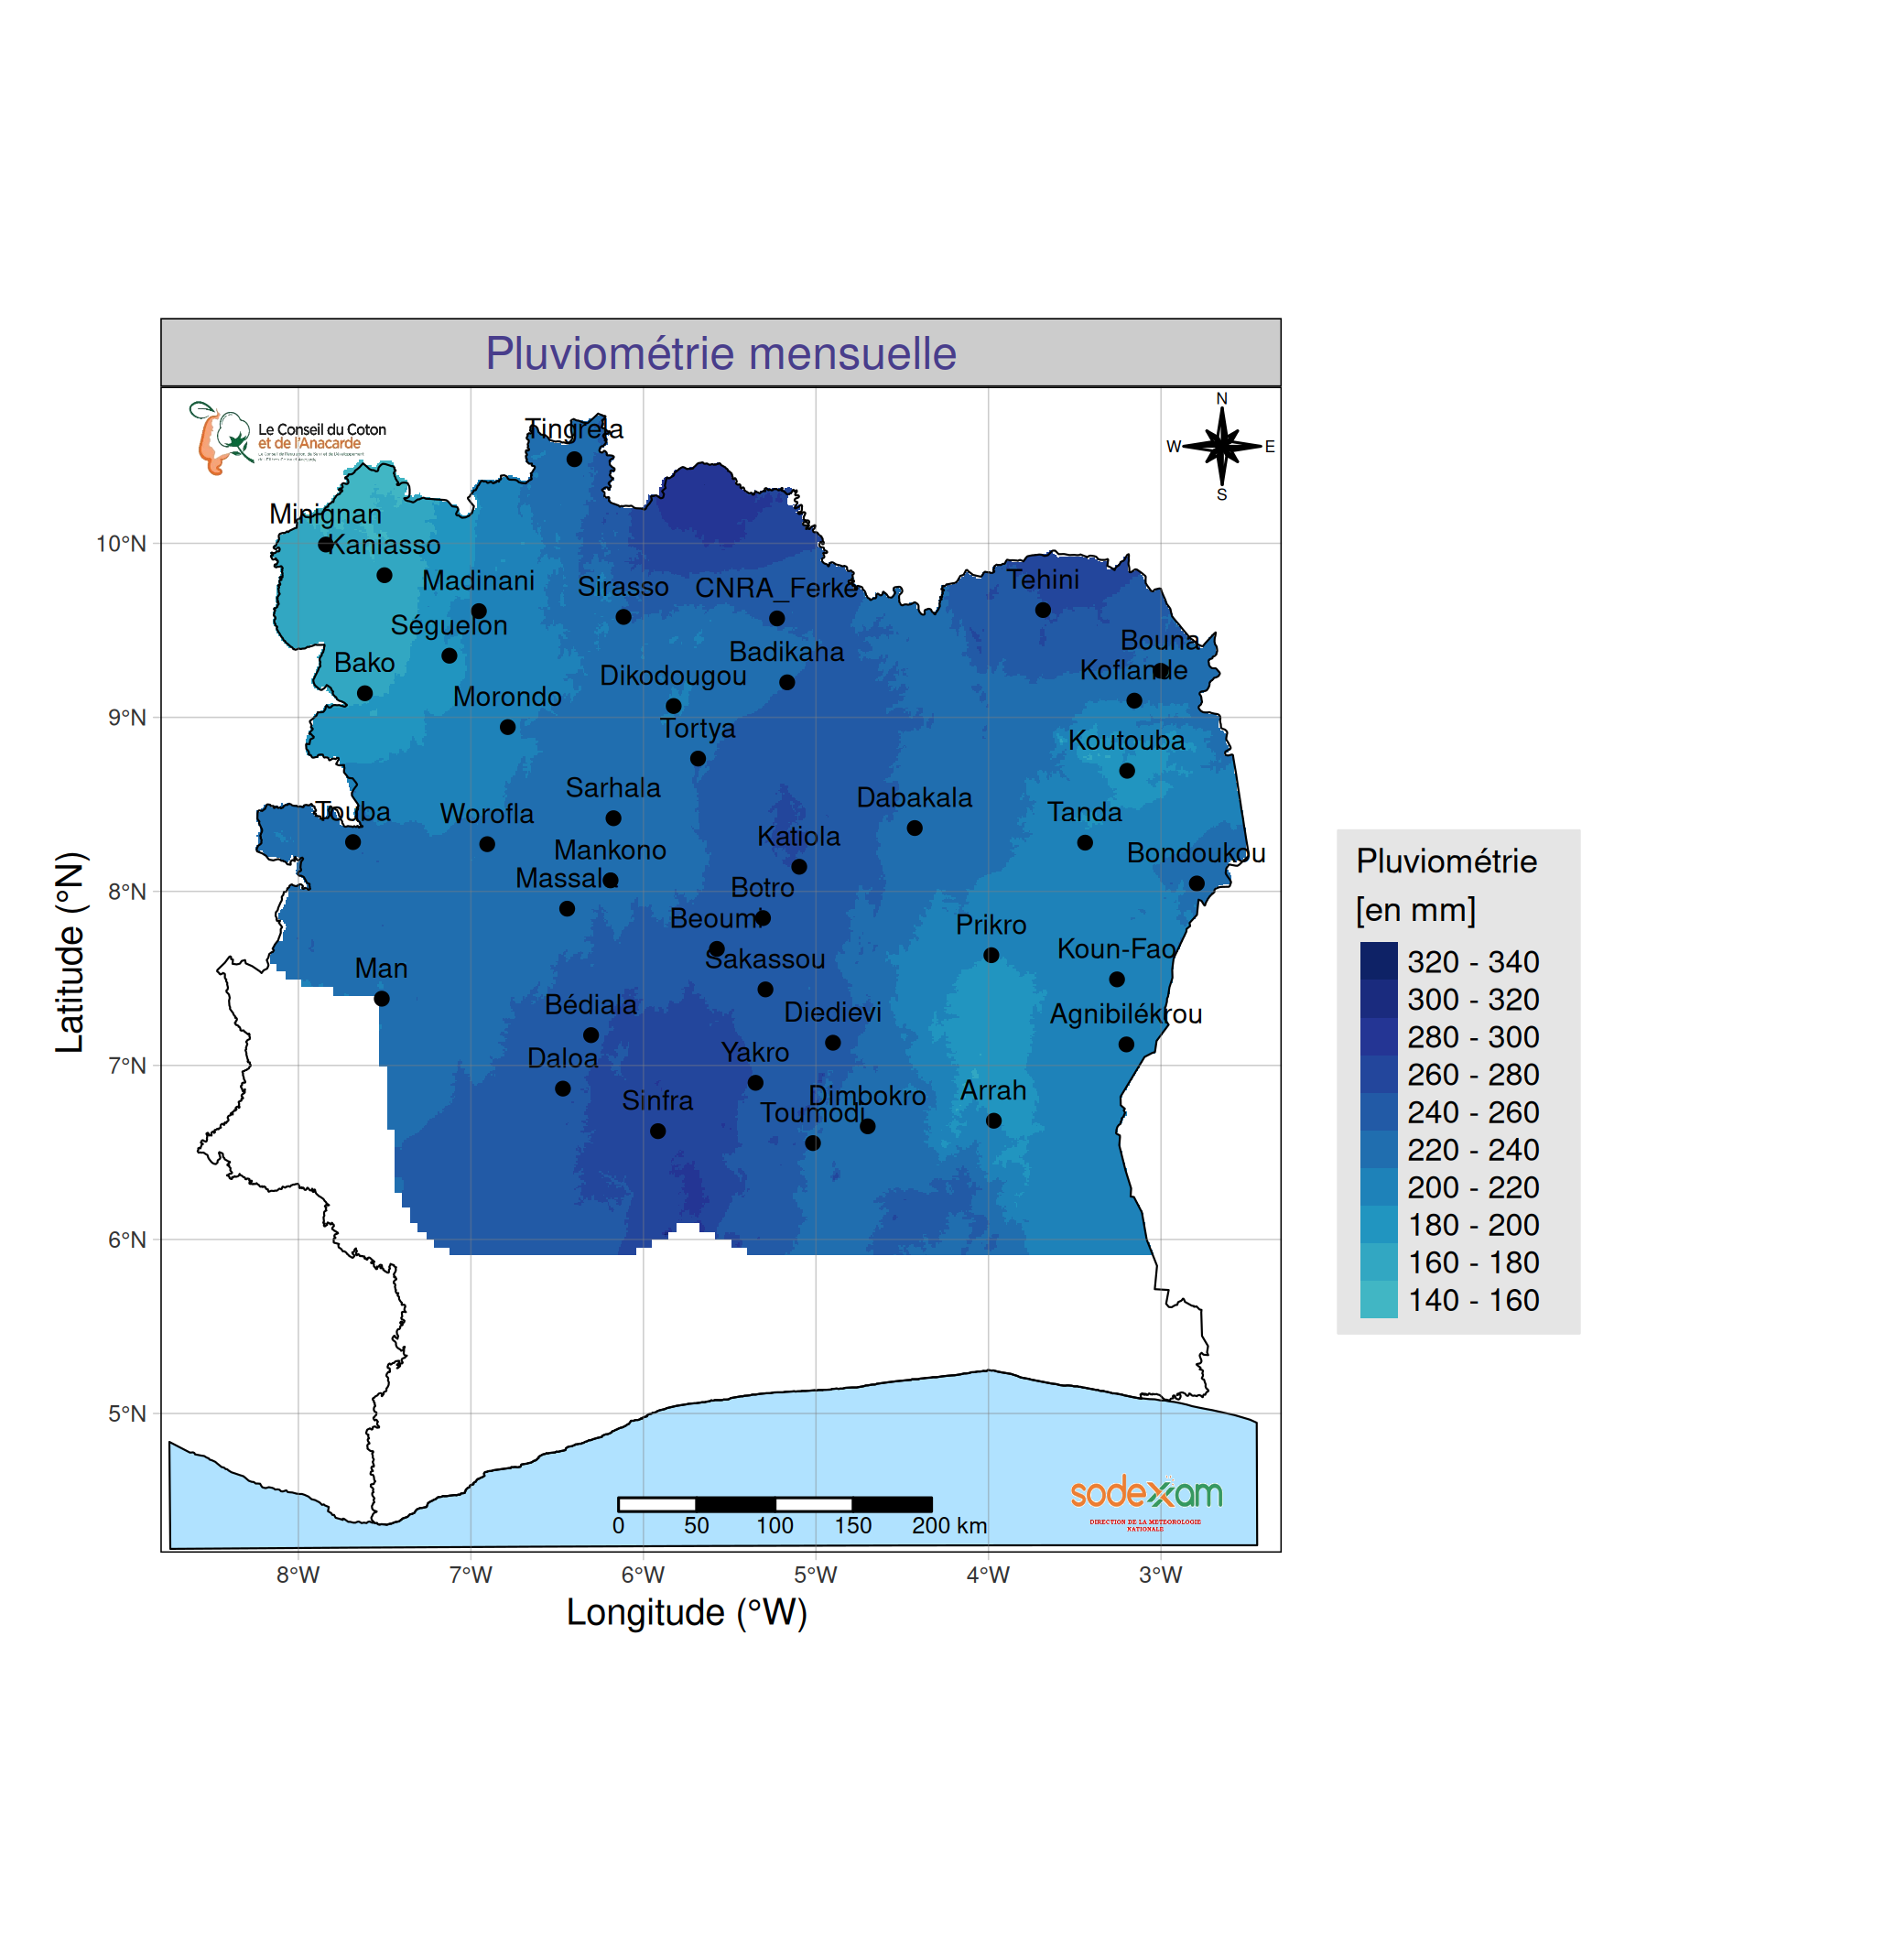 Pluviométrie mensuelle
Le Conseil du Coton
et de l'Anacarde
N
W
E
S
Tingrela
Minignan
Kaniasso
Madinani
Sirasso
CNRA_Ferke
Tehini
Séguelon
Bouna
Badikaha
Bako
Dikodougou
Koflande
Morondo
Tortya
Koutouba
Sarhala
Dabakala
Touba
Worofla
Tanda
Katiola
Mankono
Bondoukou
Massala
Botro
Beoumi
Prikro
Koun-Fao
Sakassou
Man
Bédiala
Diedievi
Agnibilékrou
Daloa
Yakro
Sinfra
Dimbokro
Arrah
Toumodi
10°N
9°N
8°N
7°N
6°N
5°N
Latitude (°N)
8°W
7°W
6°W
5°W
4°W
3°W
Longitude (°W)
0
50
100
150
200 km
sodexam
DIRECTION DE LA METEOROLOGIE
NATIONALE
Pluviométrie
[en mm]
320 - 340
300 - 320
280 - 300
260 - 280
240 - 260
220 - 240
200 - 220
180 - 200
160 - 180
140 - 160